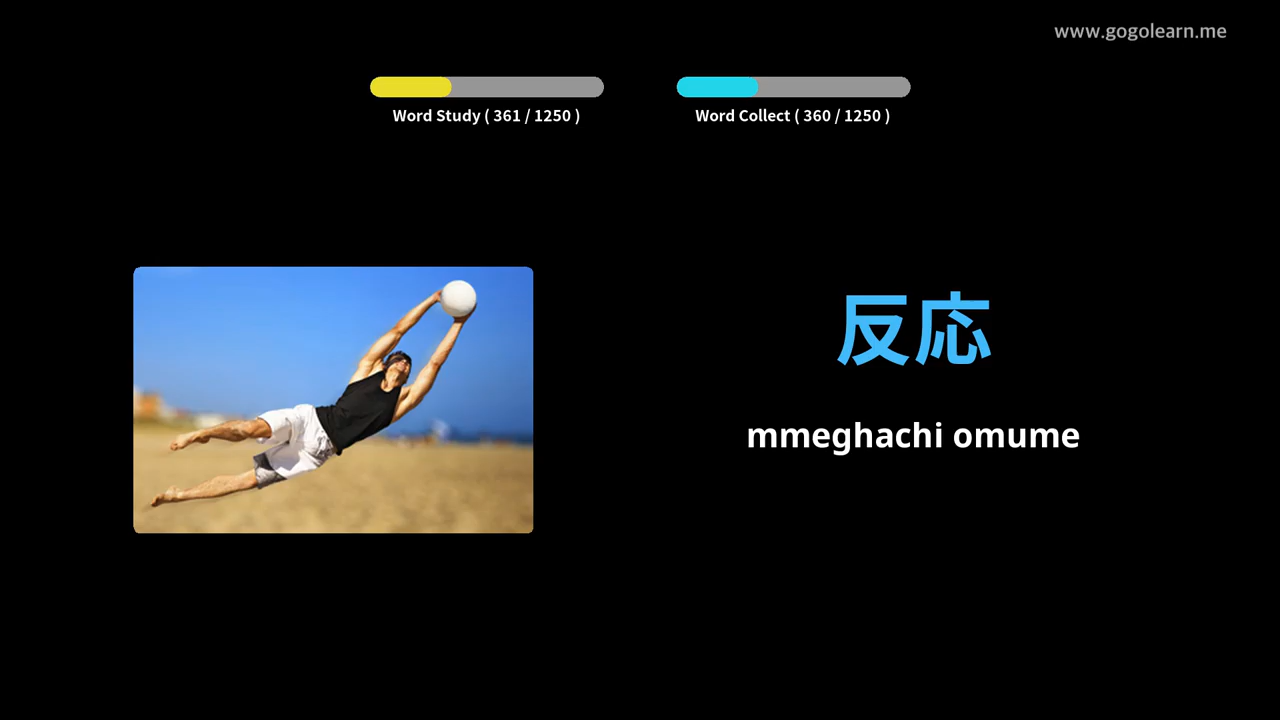 www.gogolearn.me
Word Study ( 361 / 1250 )
Word Collect ( 360 / 1250 )
反応
mmeghachi omume